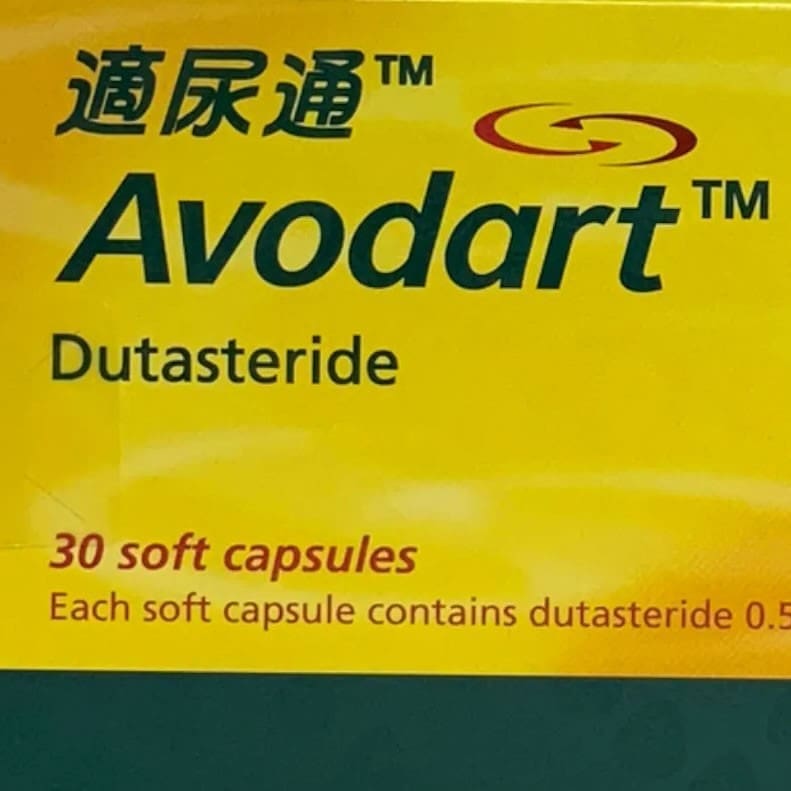 適尿通™
Avodart™
Dutasteride
30 soft capsules
Each soft capsule contains dutasteride 0.5